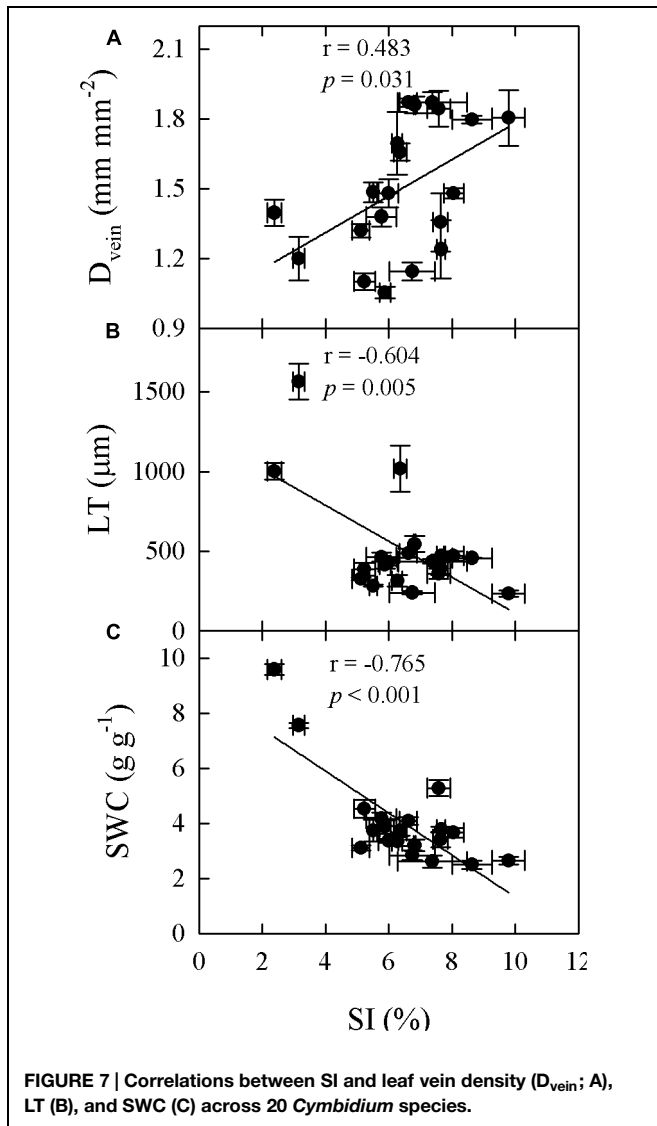 A
2.1
1.8
1.5
1.2
0.9
D_vein (mm mm⁻²)
r = 0.483
p = 0.031
B
1500
1000
500
0
LT (μm)
r = -0.604
p = 0.005
C
10
8
6
4
2
0
SWC (g g⁻¹)
r = -0.765
p < 0.001
0 2 4 6 8 10 12
SI (%)
FIGURE 7 | Correlations between SI and leaf vein density (D_vein; A),
LT (B), and SWC (C) across 20 Cymbidium species.